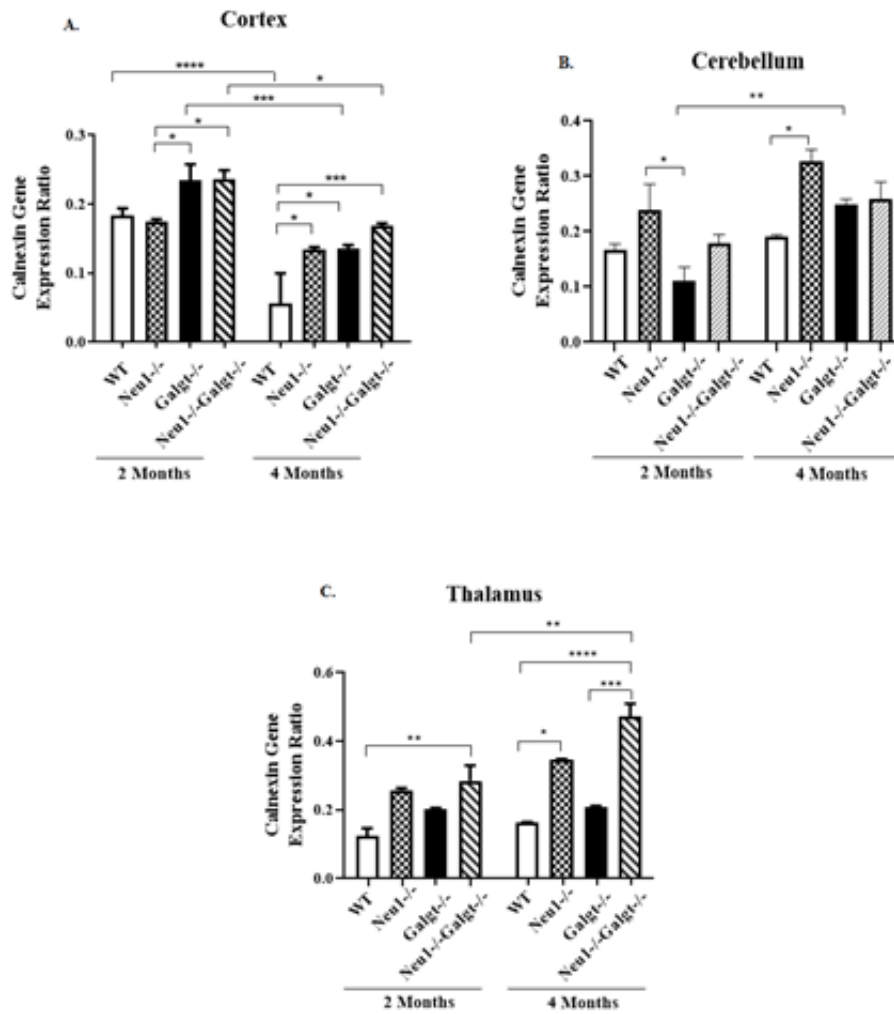 A.
Cortex
****
*
***
*
*
***
*
*
Calnexin Gene
Expression Ratio
0.3
0.2
0.1
0.0
WT
Neu1-/-
Galgt-/-
Neu1-/-Galgt-/-
WT
Neu1-/-
Galgt-/-
Neu1-/-Galgt-/-
2 Months
4 Months
B.
Cerebellum
**
*
*
Calnexin Gene
Expression Ratio
0.4
0.3
0.2
0.1
0.0
WT
Neu1-/-
Galgt-/-
Neu1-/-Galgt-/-
WT
Neu1-/-
Galgt-/-
Neu1-/-Galgt-/-
2 Months
4 Months
C.
Thalamus
**
****
***
**
*
Calnexin Gene
Expression Ratio
0.6
0.4
0.2
0.0
WT
Neu1-/-
Galgt-/-
Neu1-/-Galgt-/-
WT
Neu1-/-
Galgt-/-
Neu1-/-Galgt-/-
2 Months
4 Months